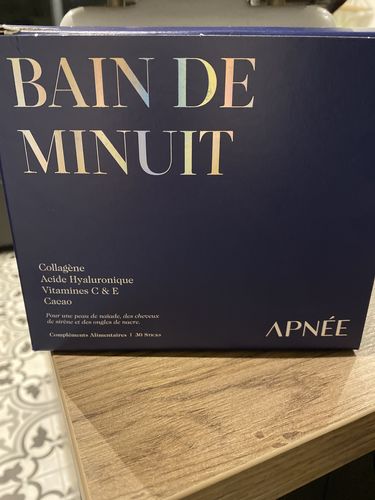 BAIN DE
MINUIT
Collagène
Acide Hyaluronique
Vitamines C & E
Cacao
Pour une peau de naïade, des cheveux
de sirène et des ongles de nacre.
Compléments Alimentaires | 30 Sticks
APNÉE